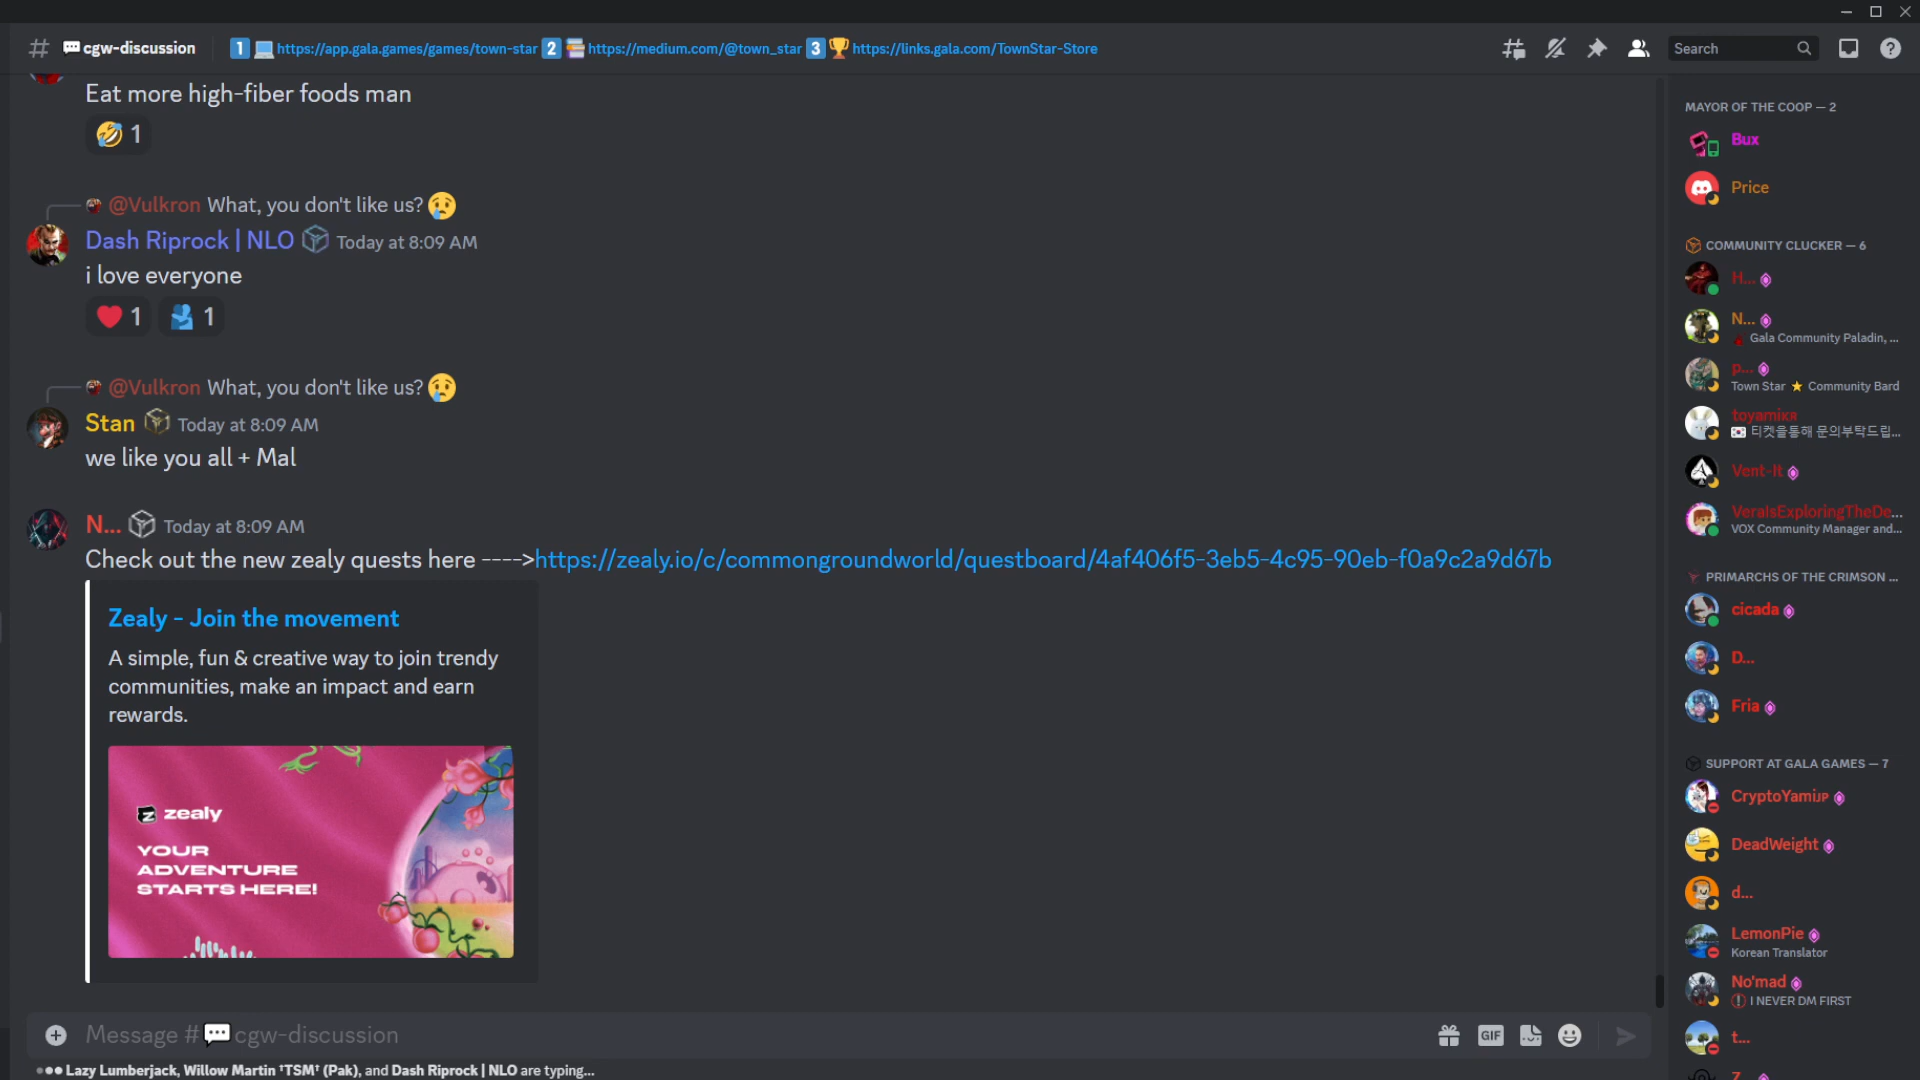 cgw-discussion
1 https://app.gala.games/games/town-star 2 https://medium.com/@town_star 3 https://links.gala.com/TownStar-Store
Search
Eat more high-fiber foods man
1
@Vulkron What, you don't like us?
Dash Riprock | NLO Today at 8:09 AM
i love everyone
1 1
@Vulkron What, you don't like us?
Stan Today at 8:09 AM
we like you all + Mal
N... Today at 8:09 AM
Check out the new zealy quests here ---->https://zealy.io/c/commongroundworld/questboard/4af406f5-3eb5-4c95-90eb-f0a9c2a9d67b
Zealy - Join the movement
A simple, fun & creative way to join trendy
communities, make an impact and earn
rewards.
zealy
YOUR
ADVENTURE
STARTS HERE!
Message # cgw-discussion
GIF
Lazy Lumberjack, Willow Martin 'TSM' (Pak), and Dash Riprock | NLO are typing...
MAYOR OF THE COOP — 2
Bux
Price
COMMUNITY CLUCKER — 6
H...
N...
Gala Community Paladin, ...
p...
Town Star Community Bard
toyamikr
티켓을통해 문의부탁드립...
Vent-It
VeraIsExploringTheDe...
VOX Community Manager and...
PRIMARCHS OF THE CRIMSON ...
cicada
D...
Fria
SUPPORT AT GALA GAMES — 7
CryptoYamiJP
DeadWeight
d...
LemonPie
Korean Translator
No'mad
I NEVER DM FIRST
t...